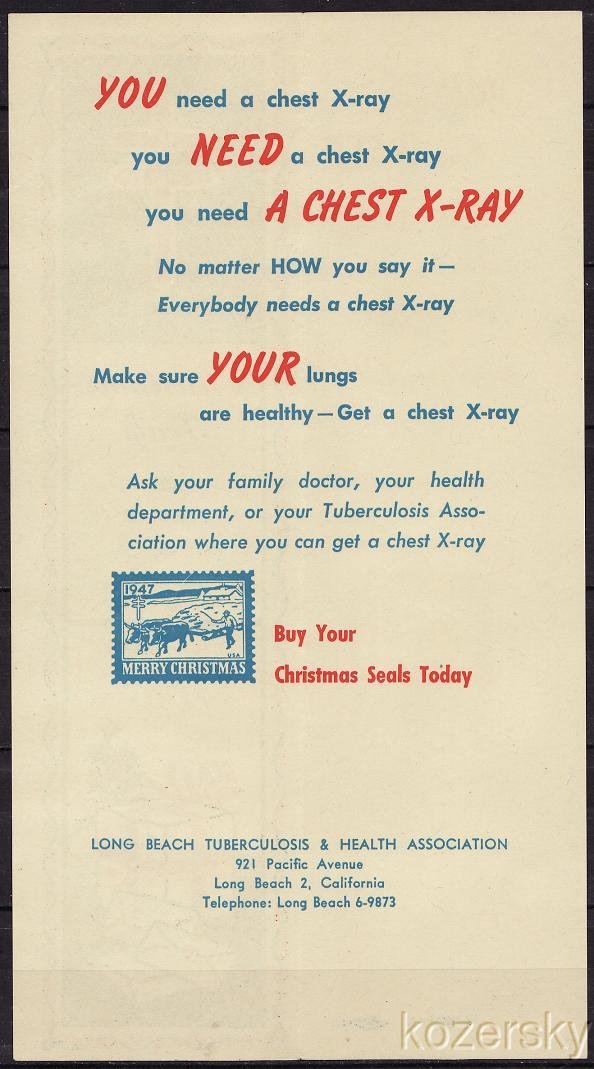 YOU need a chest X-ray
you NEED a chest X-ray
you need A CHEST X-RAY
No matter HOW you say it —
Everybody needs a chest X-ray
Make sure YOUR lungs
are healthy — Get a chest X-ray
Ask your family doctor, your health
department, or your Tuberculosis Asso-
ciation where you can get a chest X-ray
1947
USA
MERRY CHRISTMAS
Buy Your
Christmas Seals Today
LONG BEACH TUBERCULOSIS & HEALTH ASSOCIATION
921 Pacific Avenue
Long Beach 2, California
Telephone: Long Beach 6-9873
kozersky